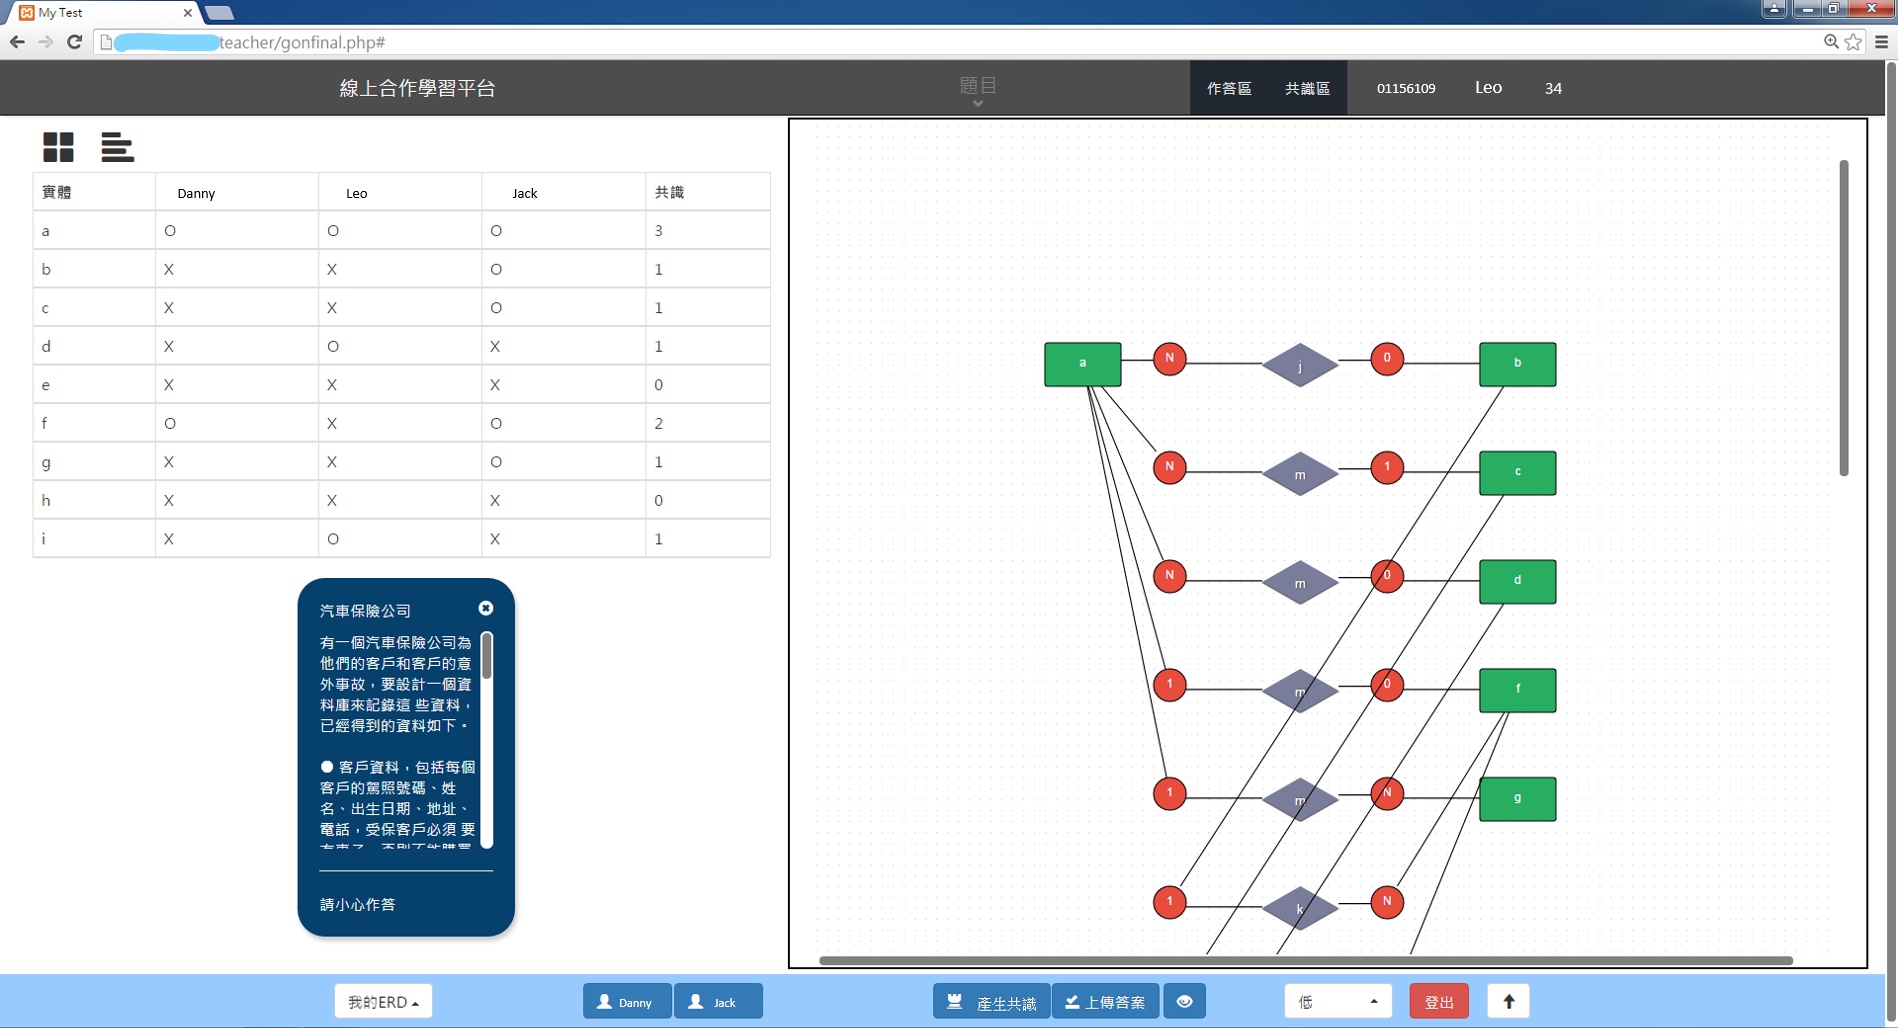 My Test
teacher/gonfinal.php#
線上合作學習平台
題目
作答區 共識區 01156109 Leo 34
實體 Danny Leo Jack 共識
a O O O 3
b X X O 1
c X X O 1
d X O X 1
e X X X 0
f O X O 2
g X X O 1
h X X X 0
i X O X 1
汽車保險公司
有一個汽車保險公司為
他們的客戶和客戶的意
外事故，要設計一個資
料庫來記錄這 些資料，
已經得到的資料如下。
● 客戶資料，包括每個
客戶的駕照號碼、姓
名、出生日期、地址、
電話，受保客戶必須 要
請小心作答
a N j 0 b
N m 1 c
N m 0 d
1 m 0 f
1 m N g
1 k N
我的ERD Danny Jack 產生共識 上傳答案 低 登出